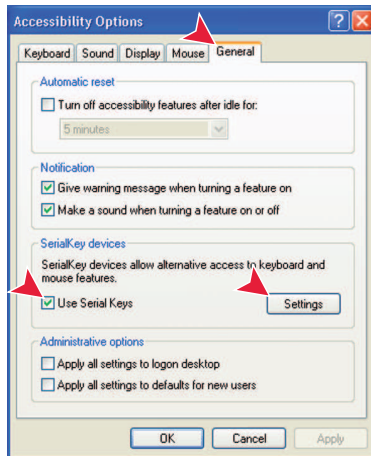 Accessibility Options
Keyboard Sound Display Mouse General
Automatic reset
Turn off accessibility features after idle for:
5 minutes
Notification
Give warning message when turning a feature on
Make a sound when turning a feature on or off
SerialKey devices
SerialKey devices allow alternative access to keyboard and
mouse features.
Use Serial Keys Settings
Administrative options
Apply all settings to logon desktop
Apply all settings to defaults for new users
OK Cancel Apply